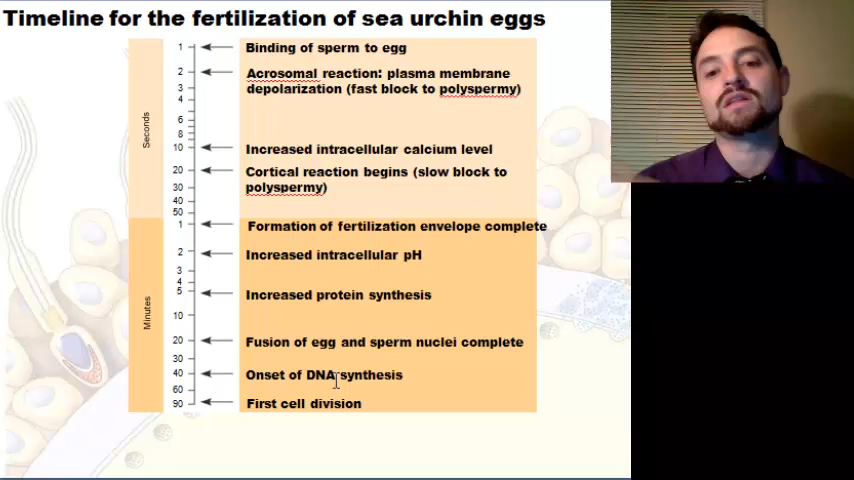 Timeline for the fertilization of sea urchin eggs
Seconds
1
Binding of sperm to egg
2
Acrosomal reaction: plasma membrane
depolarization (fast block to polyspermy)
3
4
6
8
10
Increased intracellular calcium level
20
Cortical reaction begins (slow block to
polyspermy)
30
40
50
Minutes
1
Formation of fertilization envelope complete
2
Increased intracellular pH
3
4
5
Increased protein synthesis
10
20
Fusion of egg and sperm nuclei complete
30
40
Onset of DNA synthesis
60
90
First cell division